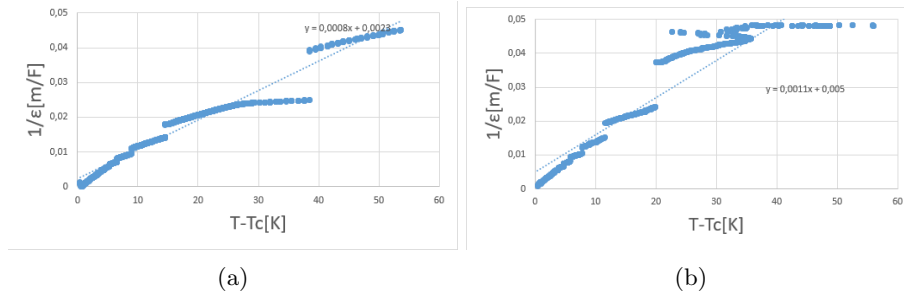 0,05
y = 0,0008x + 0,0023
0,04
0,03
0,02
0,01
0
1/ε[m/F]
0 10 20 30 40 50 60
T-Tc[K]
(a)
0,05
0,04
0,03
y = 0,0011x + 0,005
0,02
0,01
0
1/ε[m/F]
0 10 20 30 40 50 60
T-Tc[K]
(b)